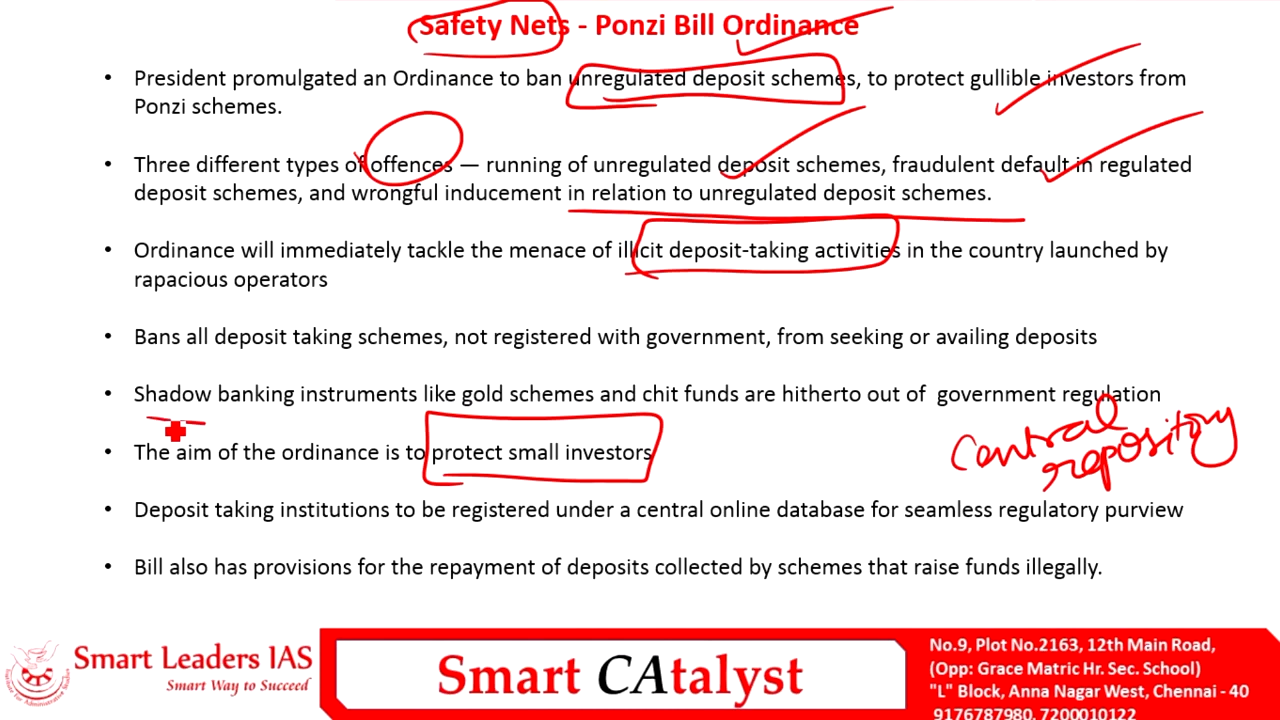 Safety Nets - Ponzi Bill Ordinance
• President promulgated an Ordinance to ban unregulated deposit schemes, to protect gullible investors from
Ponzi schemes.
• Three different types of offences — running of unregulated deposit schemes, fraudulent default in regulated
deposit schemes, and wrongful inducement in relation to unregulated deposit schemes.
• Ordinance will immediately tackle the menace of illicit deposit-taking activities in the country launched by
rapacious operators
• Bans all deposit taking schemes, not registered with government, from seeking or availing deposits
• Shadow banking instruments like gold schemes and chit funds are hitherto out of government regulation
central
repository
• The aim of the ordinance is to protect small investors
• Deposit taking institutions to be registered under a central online database for seamless regulatory purview
• Bill also has provisions for the repayment of deposits collected by schemes that raise funds illegally.
Smart Leaders IAS
Smart Way to Succeed
Smart CAtalyst
No.9, Plot No.2163, 12th Main Road,
(Opp: Grace Matric Hr. Sec. School)
"L" Block, Anna Nagar West, Chennai - 40
9176787980, 7200010122